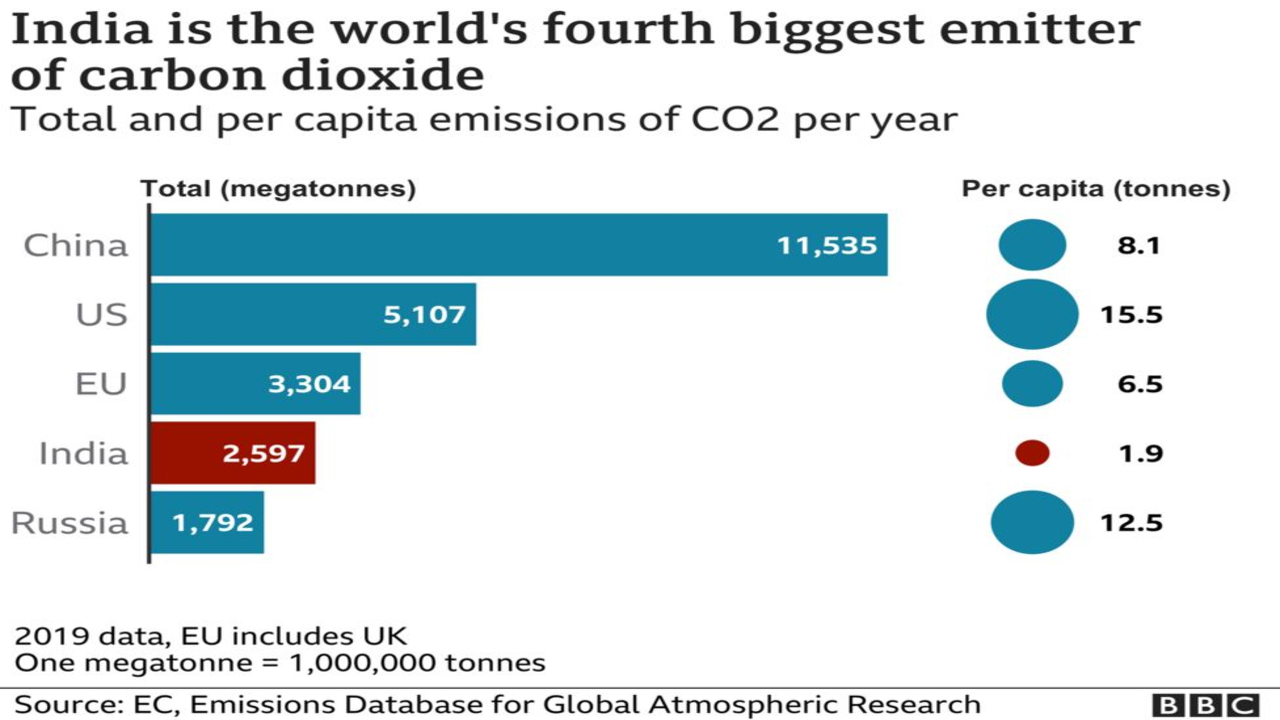 India is the world's fourth biggest emitter
of carbon dioxide
Total and per capita emissions of CO2 per year
Total (megatonnes) Per capita (tonnes)
China 11,535 8.1
US 5,107 15.5
EU 3,304 6.5
India 2,597 1.9
Russia 1,792 12.5
2019 data, EU includes UK
One megatonne = 1,000,000 tonnes
Source: EC, Emissions Database for Global Atmospheric Research BBC